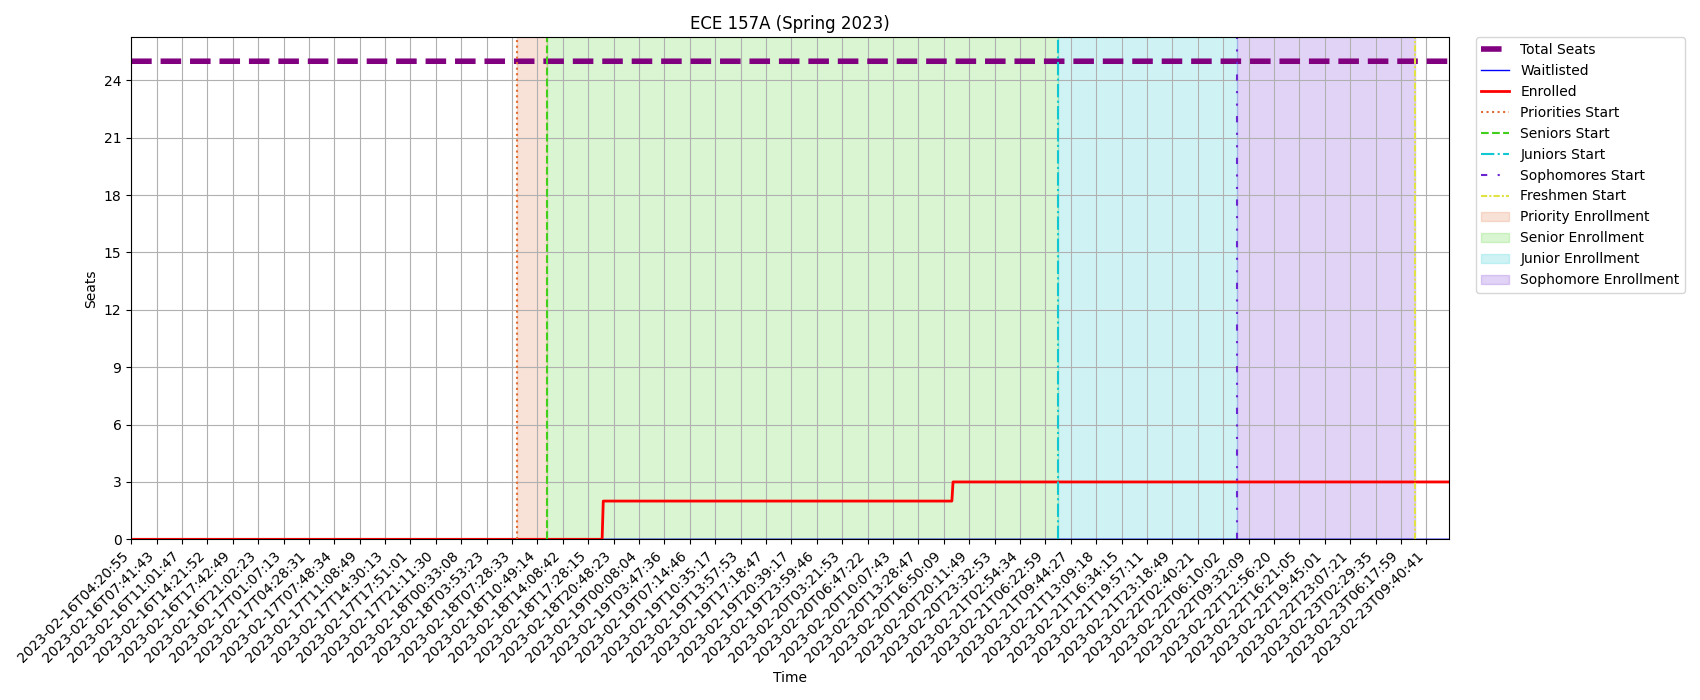 ECE 157A (Spring 2023)
Seats
24
21
18
15
12
9
6
3
0
2023-02-16T04:20:55
2023-02-16T07:41:43
2023-02-16T11:01:47
2023-02-16T14:21:52
2023-02-16T17:42:49
2023-02-16T21:02:23
2023-02-17T01:07:13
2023-02-17T04:28:31
2023-02-17T07:48:34
2023-02-17T11:08:49
2023-02-17T14:30:13
2023-02-17T17:51:01
2023-02-17T21:11:30
2023-02-18T00:33:08
2023-02-18T03:53:23
2023-02-18T07:28:33
2023-02-18T10:49:14
2023-02-18T14:08:42
2023-02-18T17:28:15
2023-02-18T20:48:23
2023-02-19T00:08:04
2023-02-19T03:47:36
2023-02-19T07:14:46
2023-02-19T10:35:17
2023-02-19T13:57:53
2023-02-19T17:18:47
2023-02-19T20:39:17
2023-02-19T23:59:46
2023-02-20T03:21:53
2023-02-20T06:47:22
2023-02-20T10:07:43
2023-02-20T13:28:47
2023-02-20T16:50:09
2023-02-20T20:11:49
2023-02-20T23:32:53
2023-02-21T02:54:34
2023-02-21T06:22:59
2023-02-21T09:44:27
2023-02-21T13:09:18
2023-02-21T16:34:15
2023-02-21T19:57:11
2023-02-21T23:18:49
2023-02-22T02:40:21
2023-02-22T06:10:02
2023-02-22T09:32:09
2023-02-22T12:56:20
2023-02-22T16:21:05
2023-02-22T19:45:01
2023-02-22T23:07:21
2023-02-23T02:29:35
2023-02-23T06:17:59
2023-02-23T09:40:41
Time
Total Seats
Waitlisted
Enrolled
Priorities Start
Seniors Start
Juniors Start
Sophomores Start
Freshmen Start
Priority Enrollment
Senior Enrollment
Junior Enrollment
Sophomore Enrollment